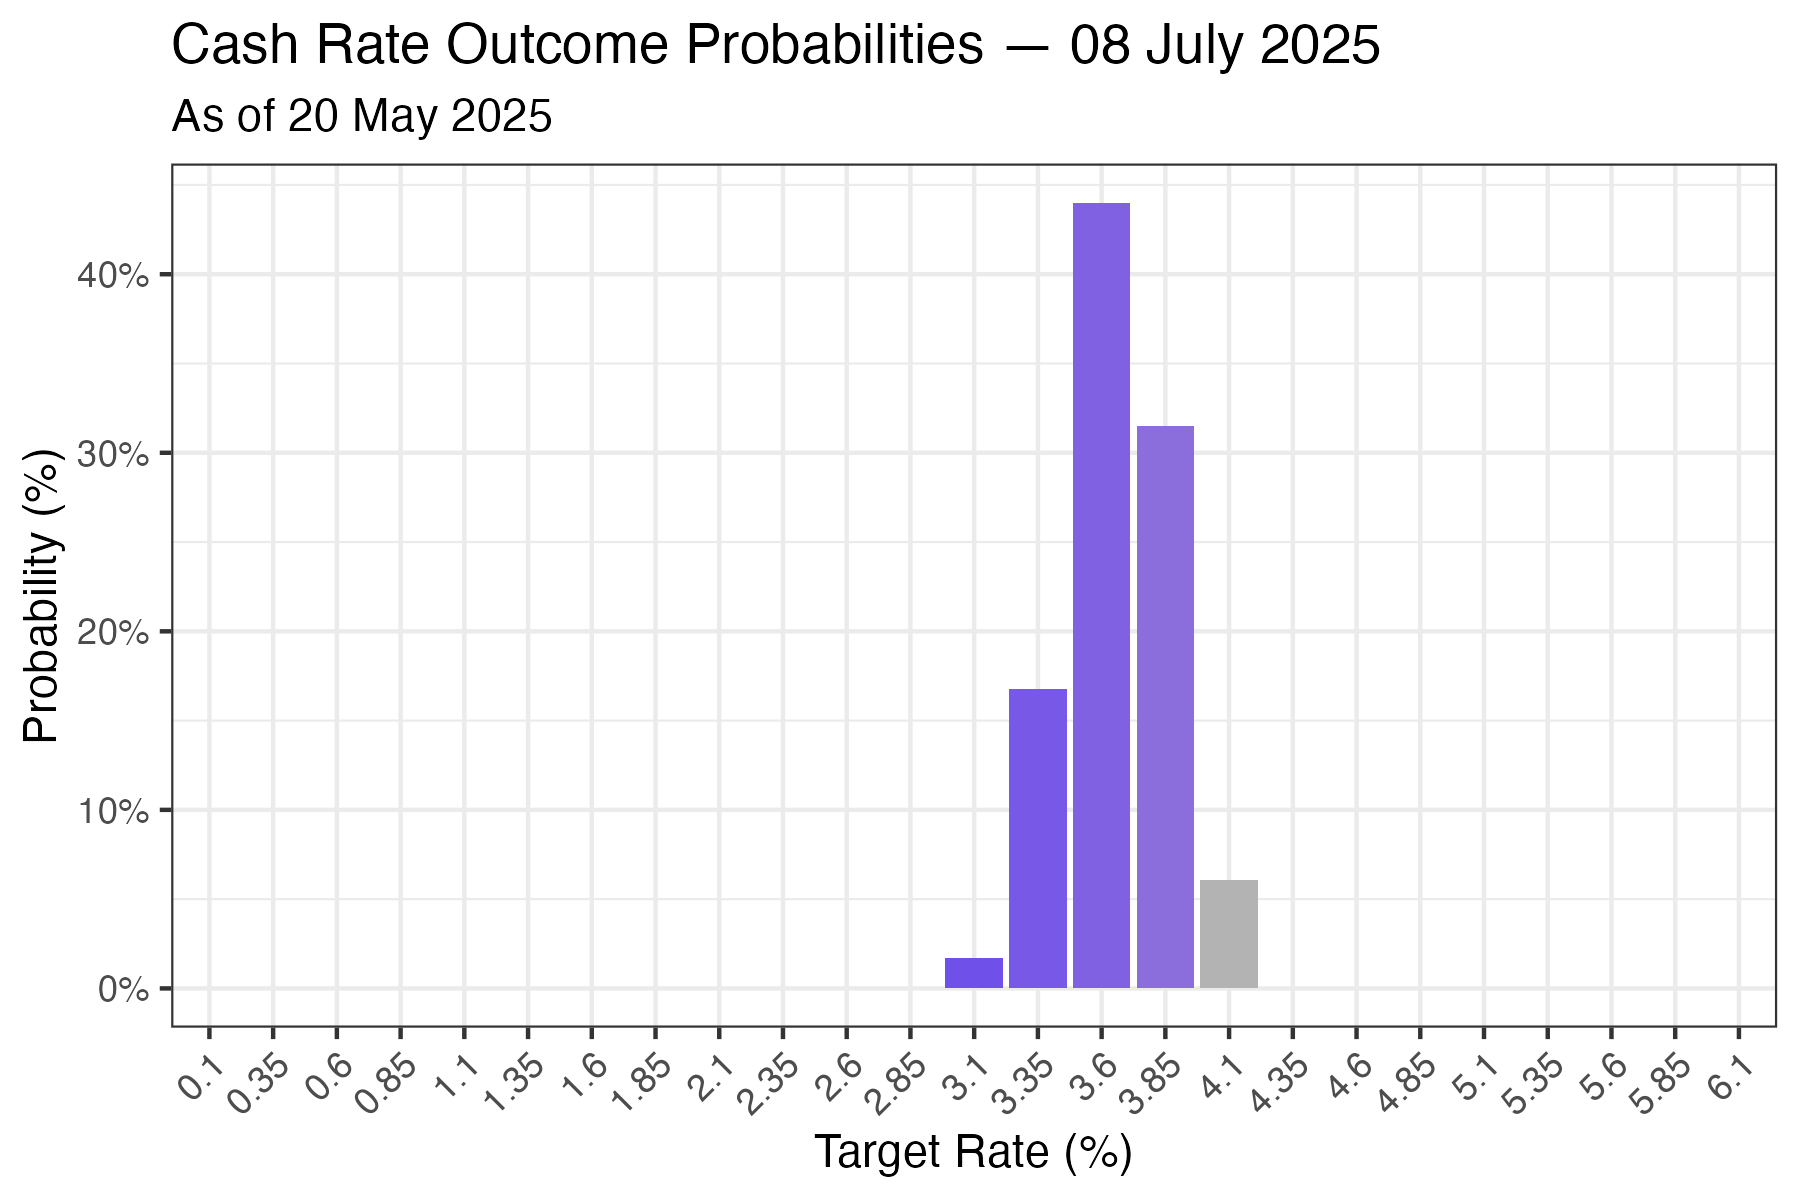 Cash Rate Outcome Probabilities — 08 July 2025
As of 20 May 2025
Probability (%)
40%
30%
20%
10%
0%
0.1 0.35 0.6 0.85 1.1 1.35 1.6 1.85 2.1 2.35 2.6 2.85 3.1 3.35 3.6 3.85 4.1 4.35 4.6 4.85 5.1 5.35 5.6 5.85 6.1
Target Rate (%)